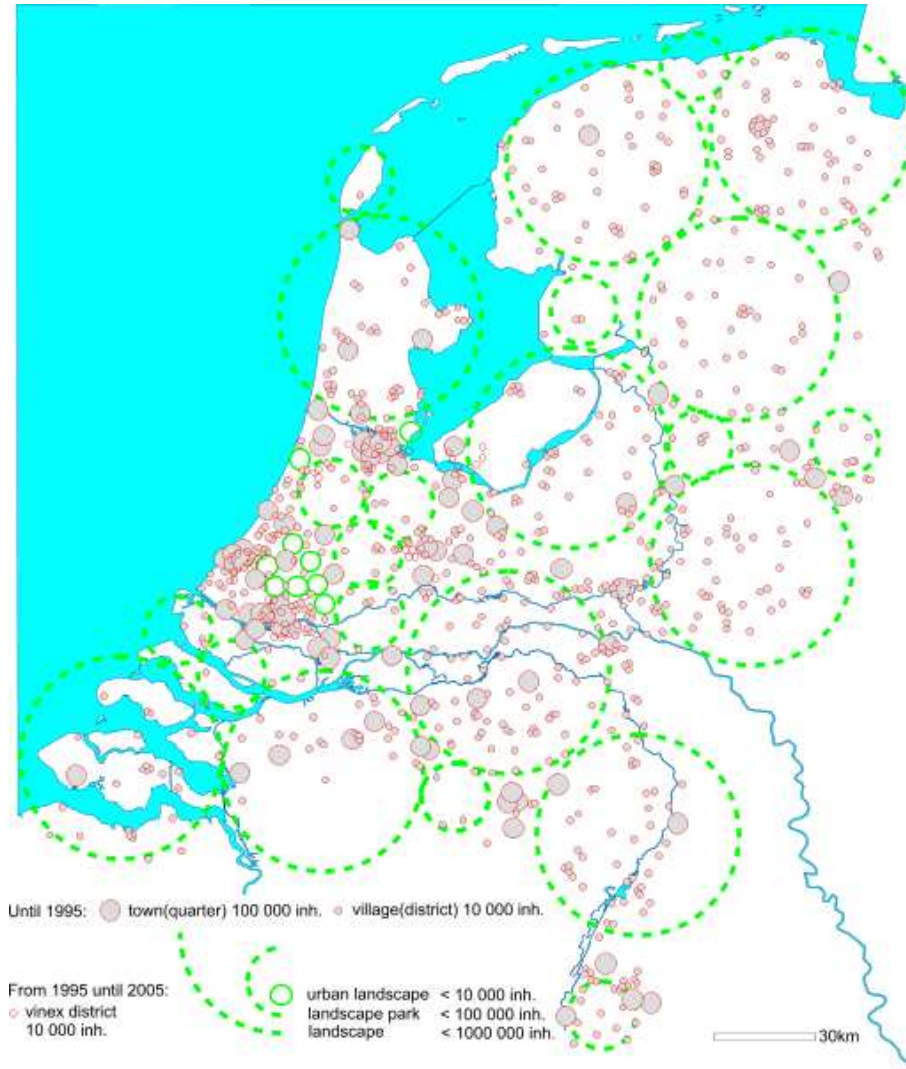 Until 1995: town(quarter) 100 000 inh. village(district) 10 000 inh.
From 1995 until 2005:
vinex district
10 000 inh.
urban landscape < 10 000 inh.
landscape park < 100 000 inh.
landscape < 1000 000 inh.
30km